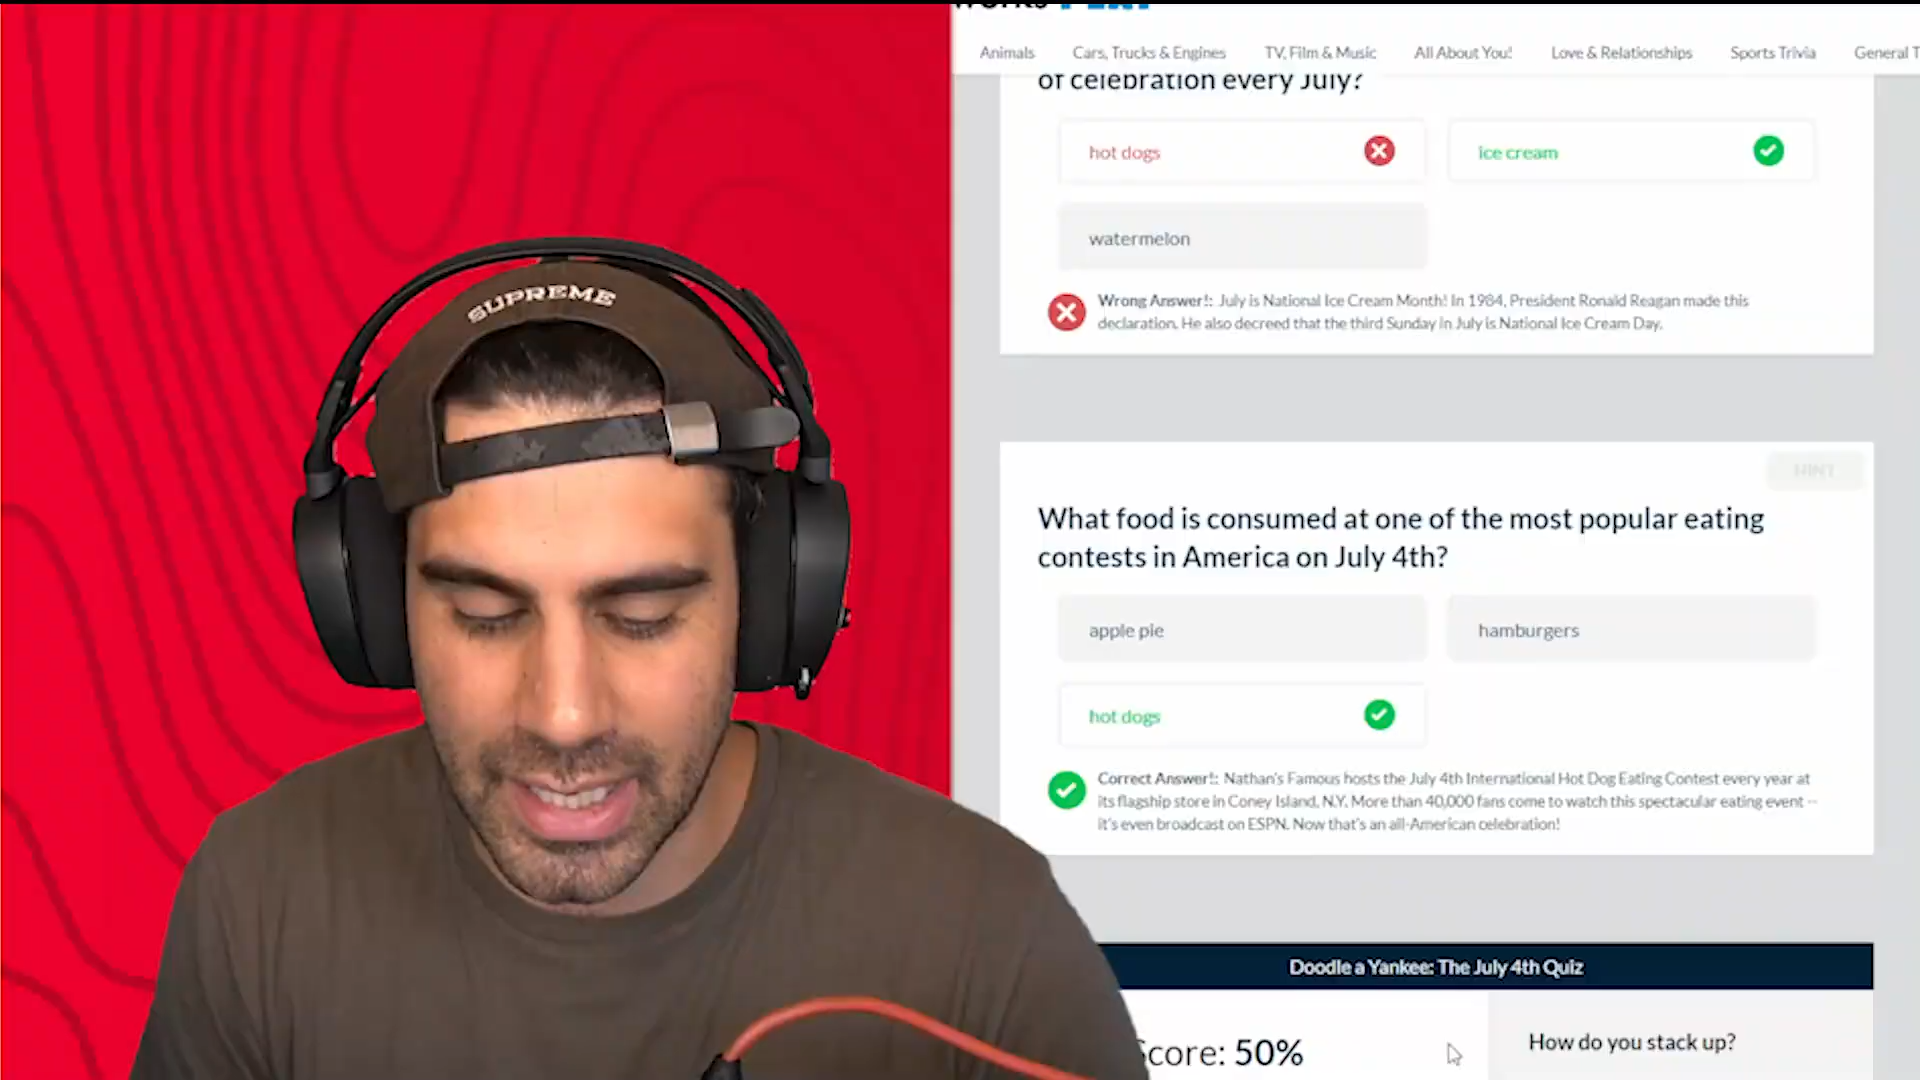 Animals
Cars, Trucks & Engines
TV, Film & Music
All About You!
Love & Relationships
Sports Trivia
General
of celebration every July?
hot dogs
ice cream
watermelon
Wrong Answer!: July is National Ice Cream Month! In 1984, President Ronald Reagan made this
declaration. He also decreed that the third Sunday in July is National Ice Cream Day.
SUPREME
HINT
What food is consumed at one of the most popular eating
contests in America on July 4th?
apple pie
hamburgers
hot dogs
Correct Answer!: Nathan's Famous hosts the July 4th International Hot Dog Eating Contest every year at
its flagship store in Coney Island, N.Y. More than 40,000 fans come to watch this spectacular eating event --
it's even broadcast on ESPN. Now that's an all-American celebration!
Doodle a Yankee: The July 4th Quiz
Score: 50%
How do you stack up?